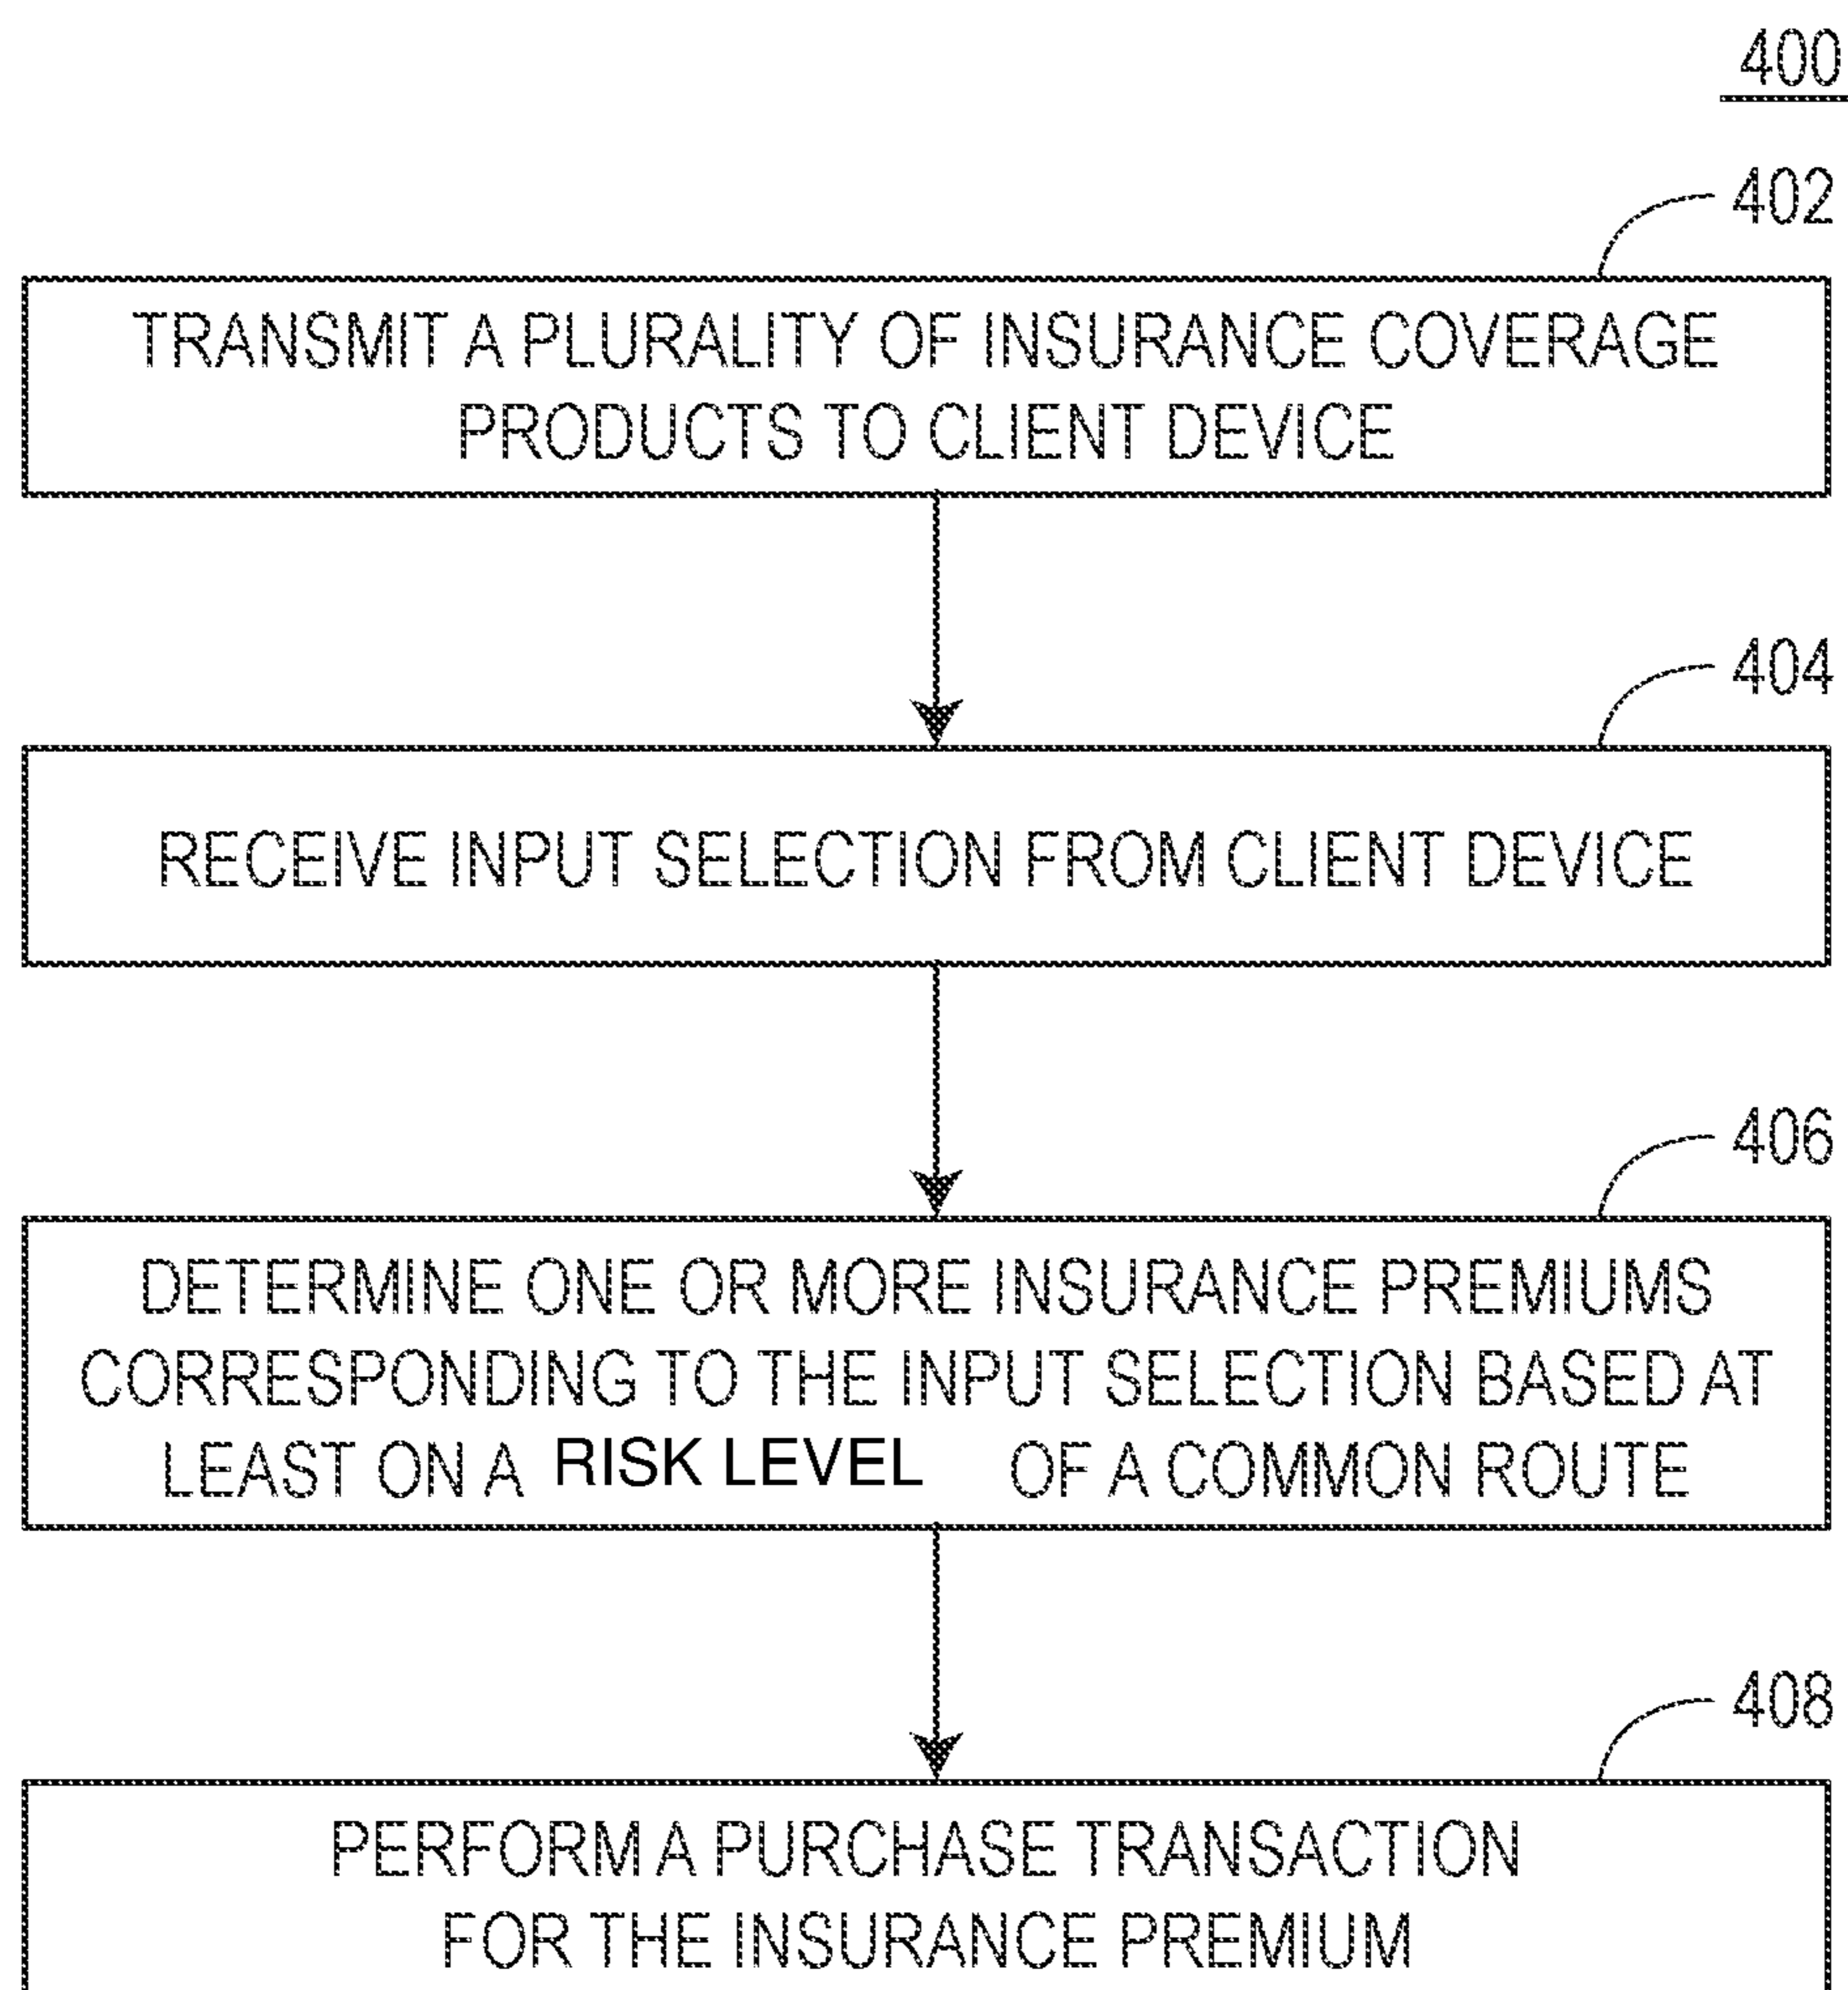 400
402
TRANSMIT A PLURALITY OF INSURANCE COVERAGE
PRODUCTS TO CLIENT DEVICE
404
RECEIVE INPUT SELECTION FROM CLIENT DEVICE
406
DETERMINE ONE OR MORE INSURANCE PREMIUMS
CORRESPONDING TO THE INPUT SELECTION BASED AT
LEAST ON A RISK LEVEL OF A COMMON ROUTE
408
PERFORM A PURCHASE TRANSACTION
FOR THE INSURANCE PREMIUM